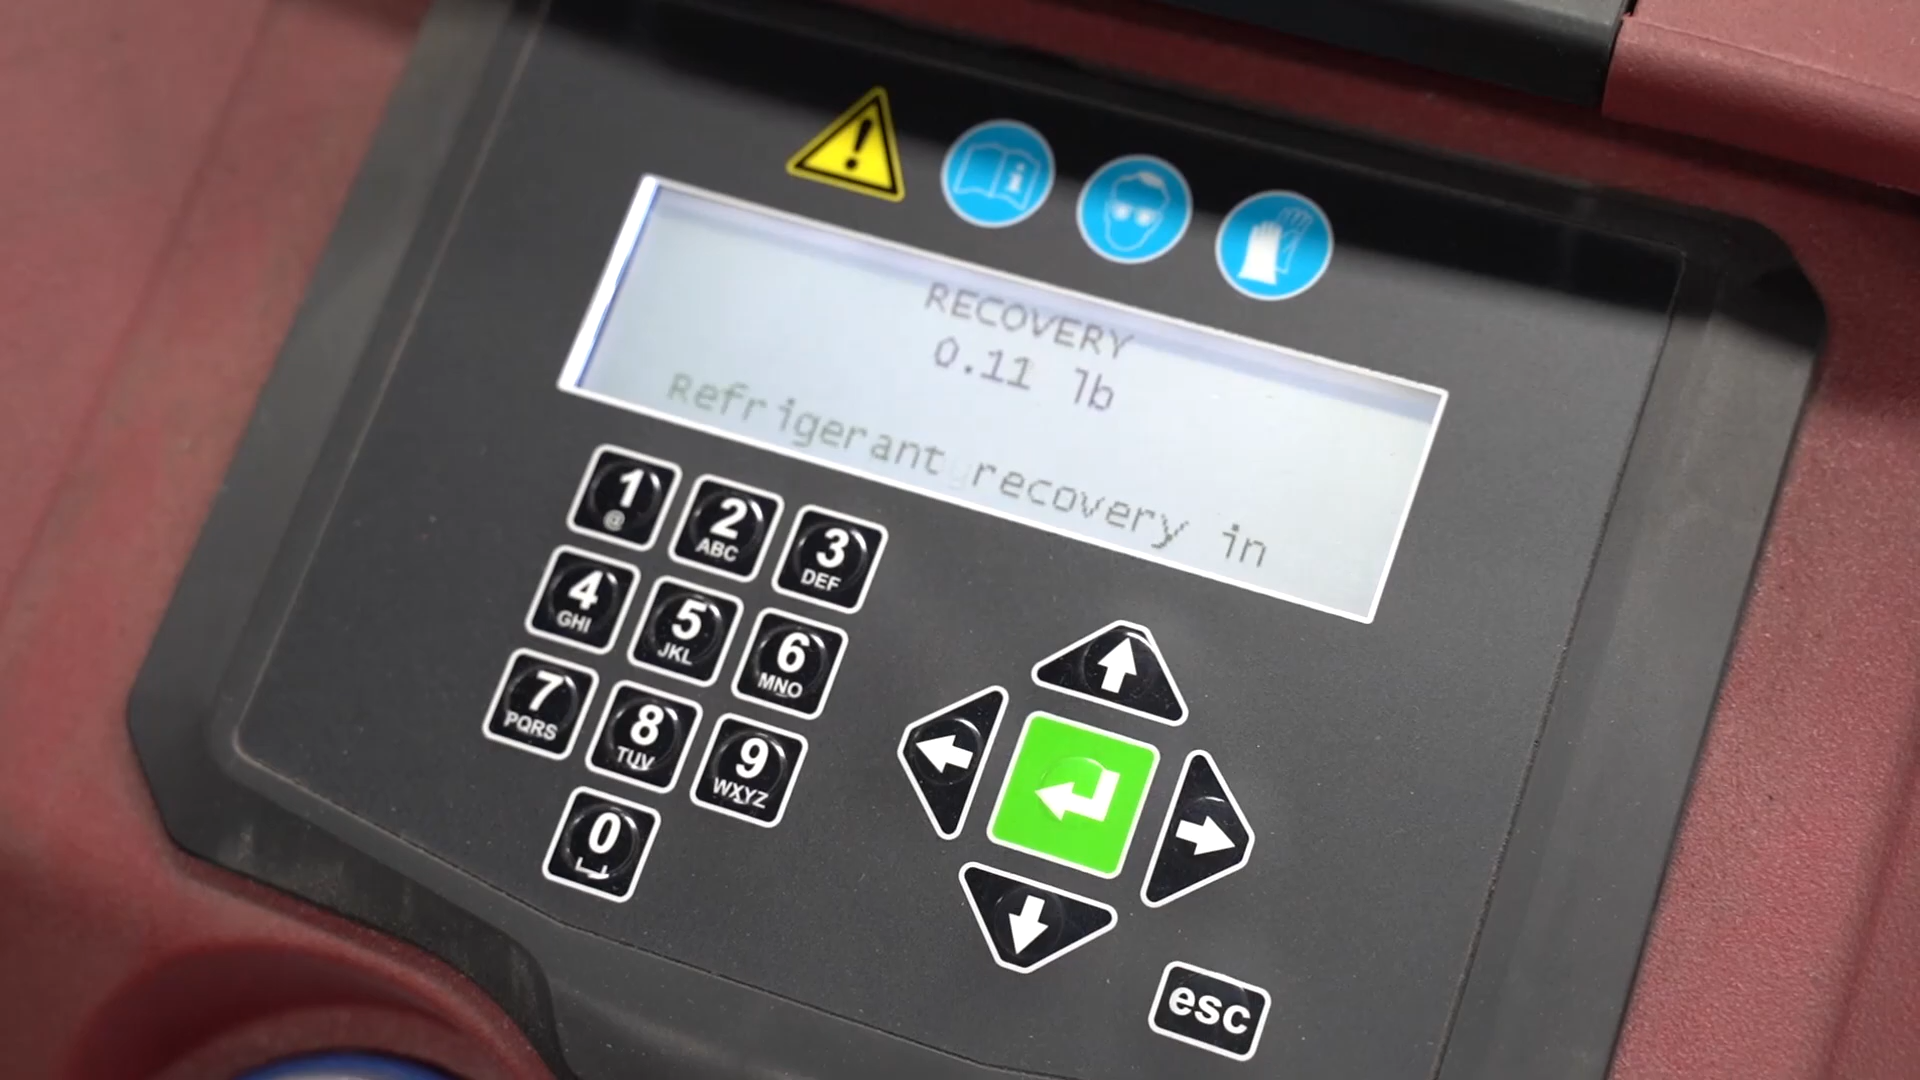 RECOVERY
0.11 lb
Refrigerant recovery in
1
@
2
ABC
3
DEF
4
GHI
5
JKL
6
MNO
7
PQRS
8
TUV
9
WXYZ
0
esc